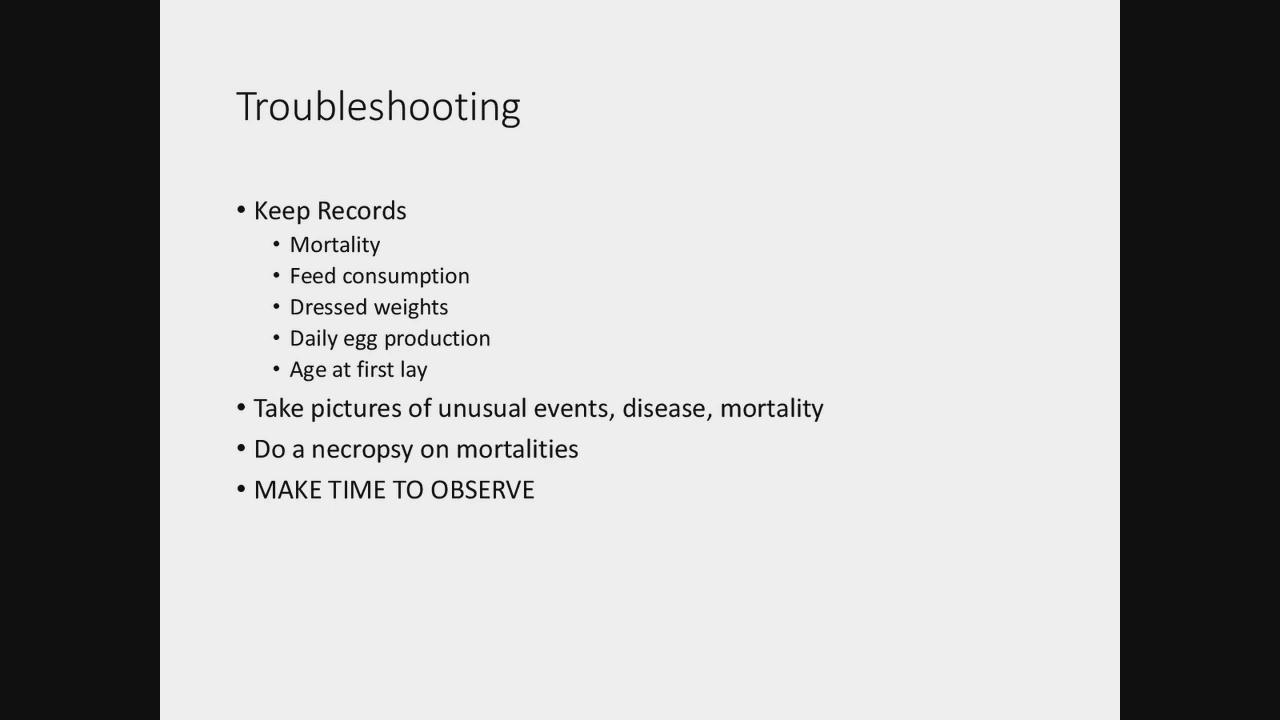 Troubleshooting
• Keep Records
• Mortality
• Feed consumption
• Dressed weights
• Daily egg production
• Age at first lay
• Take pictures of unusual events, disease, mortality
• Do a necropsy on mortalities
• MAKE TIME TO OBSERVE